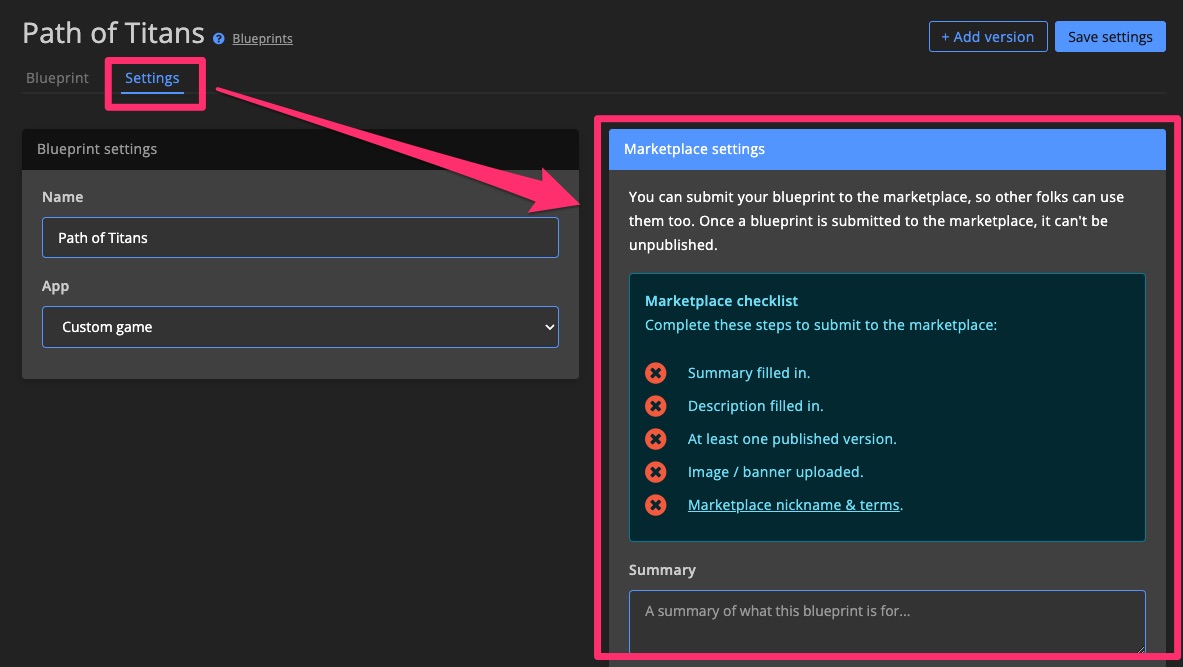 Path of Titans ? Blueprints
+ Add version
Save settings
Blueprint
Settings
Blueprint settings
Name
Path of Titans
App
Custom game
Marketplace settings
You can submit your blueprint to the marketplace, so other folks can use
them too. Once a blueprint is submitted to the marketplace, it can't be
unpublished.
Marketplace checklist
Complete these steps to submit to the marketplace:
Summary filled in.
Description filled in.
At least one published version.
Image / banner uploaded.
Marketplace nickname & terms.
Summary
A summary of what this blueprint is for...